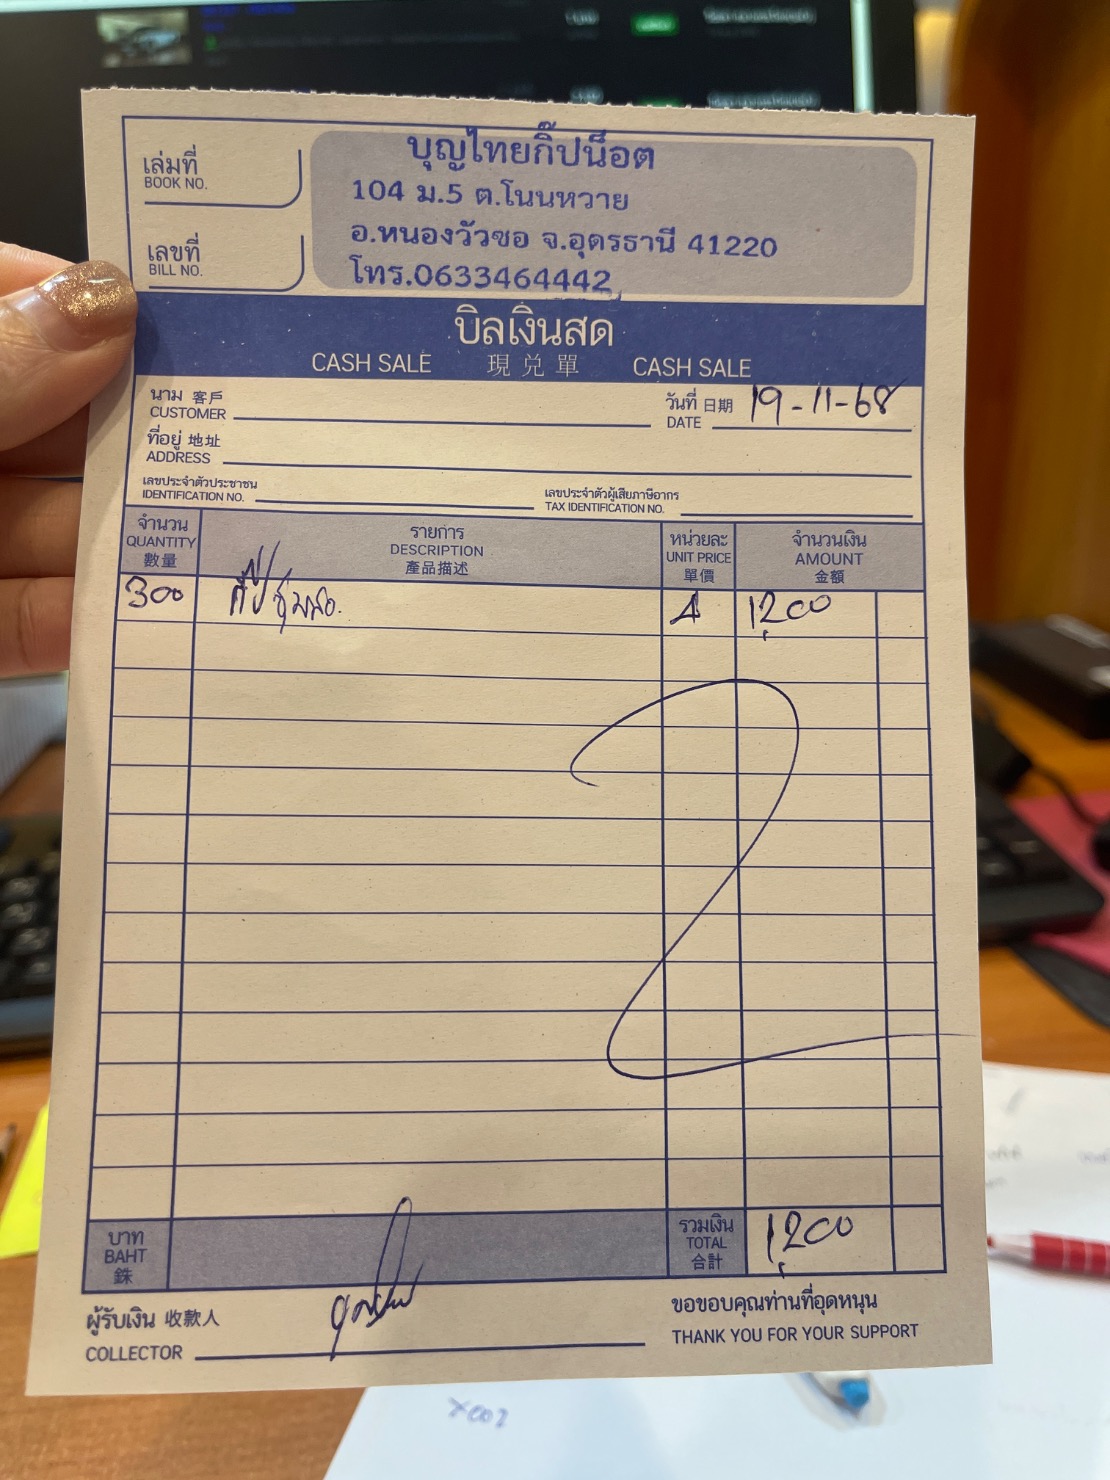 เล่มที่
BOOK NO.
เลขที่
BILL NO.
บุญไทยกิ๊ปน็อต
104 ม.5 ต.โนนหวาย
อ.หนองวัวซอ จ.อุดรธานี 41220
โทร.0633464442
บิลเงินสด
CASH SALE 現兑單 CASH SALE
นาม 客戶
CUSTOMER
วันที่ 日期 19-11-68
DATE
ที่อยู่ 地址
ADDRESS
เลขประจำตัวประชาชน
IDENTIFICATION NO.
เลขประจำตัวผู้เสียภาษีอากร
TAX IDENTIFICATION NO.
จำนวน
QUANTITY
數量
รายการ
DESCRIPTION
產品描述
หน่วยละ
UNIT PRICE
單價
จำนวนเงิน
AMOUNT
金額
300 กิ๊ป 4 1,200
บาท
BAHT
銖
รวมเงิน
TOTAL
合計
1,200
ผู้รับเงิน 收款人
COLLECTOR
ขอขอบคุณท่านที่อุดหนุน
THANK YOU FOR YOUR SUPPORT